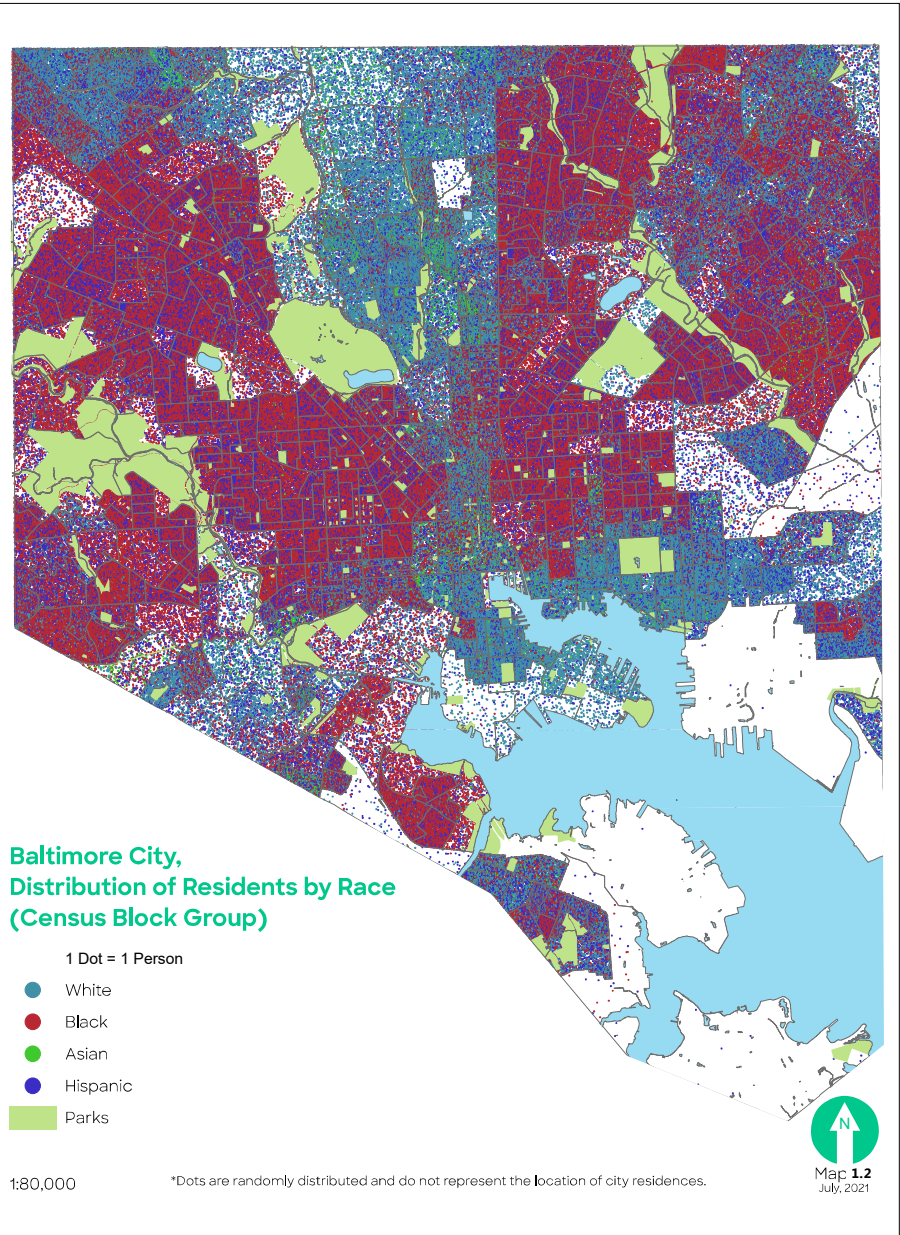 Baltimore City,
Distribution of Residents by Race
(Census Block Group)
1 Dot = 1 Person
White
Black
Asian
Hispanic
Parks
1:80,000
*Dots are randomly distributed and do not represent the location of city residences.
N
Map 1.2
July, 2021